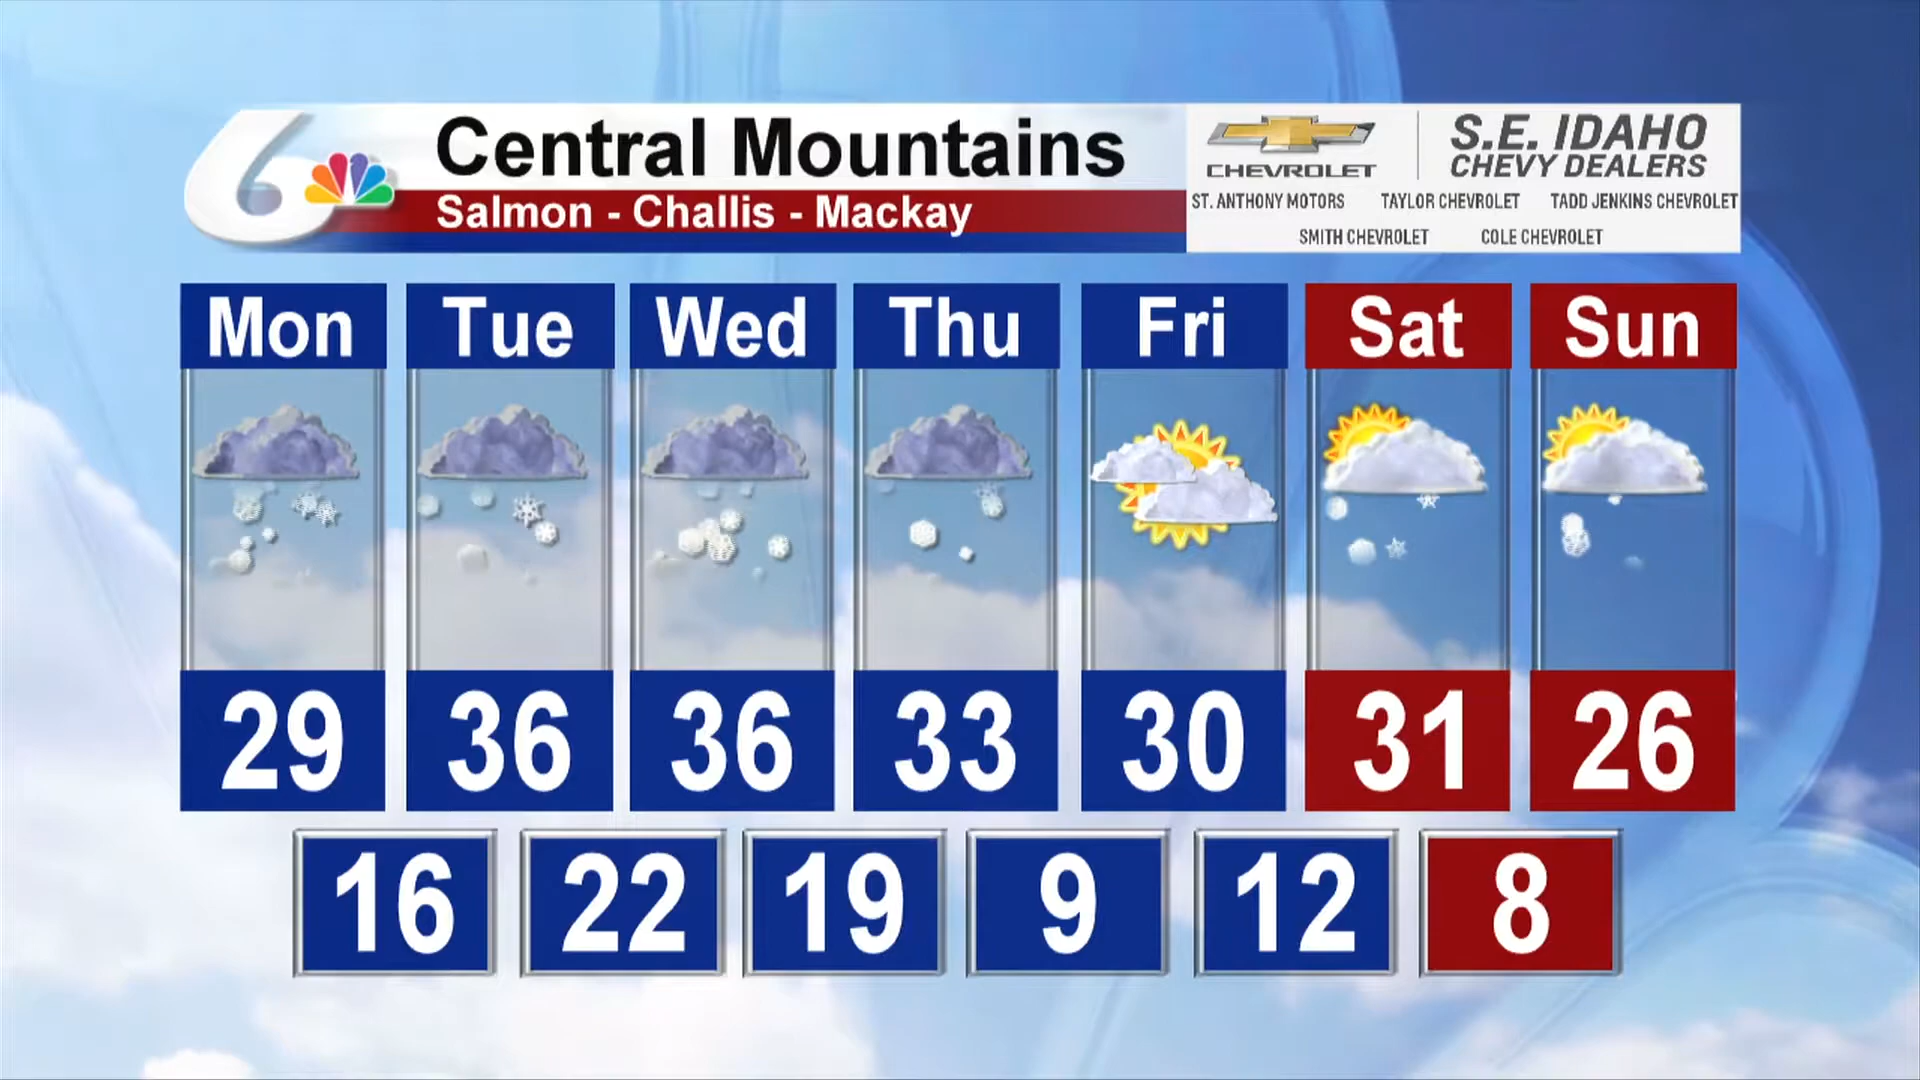 6
Central Mountains
Salmon - Challis - Mackay
CHEVROLET
S.E. IDAHO
CHEVY DEALERS
ST. ANTHONY MOTORS TAYLOR CHEVROLET TADD JENKINS CHEVROLET
SMITH CHEVROLET COLE CHEVROLET
Mon Tue Wed Thu Fri Sat Sun
29 36 36 33 30 31 26
16 22 19 9 12 8